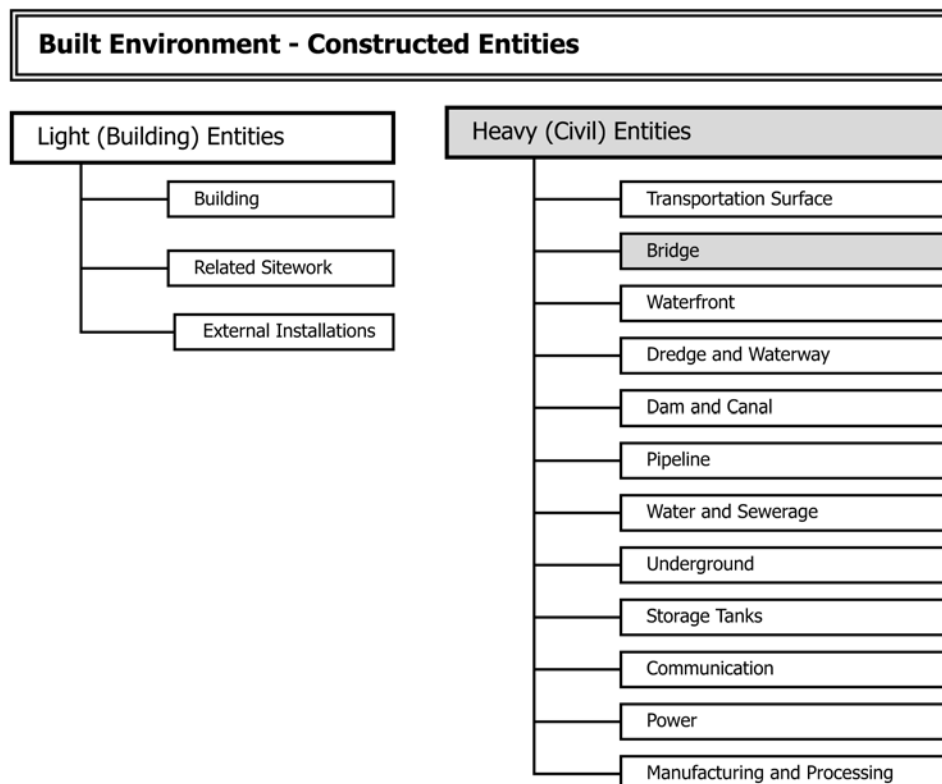 Built Environment - Constructed Entities
Light (Building) Entities
Building
Related Sitework
External Installations
Heavy (Civil) Entities
Transportation Surface
Bridge
Waterfront
Dredge and Waterway
Dam and Canal
Pipeline
Water and Sewerage
Underground
Storage Tanks
Communication
Power
Manufacturing and Processing